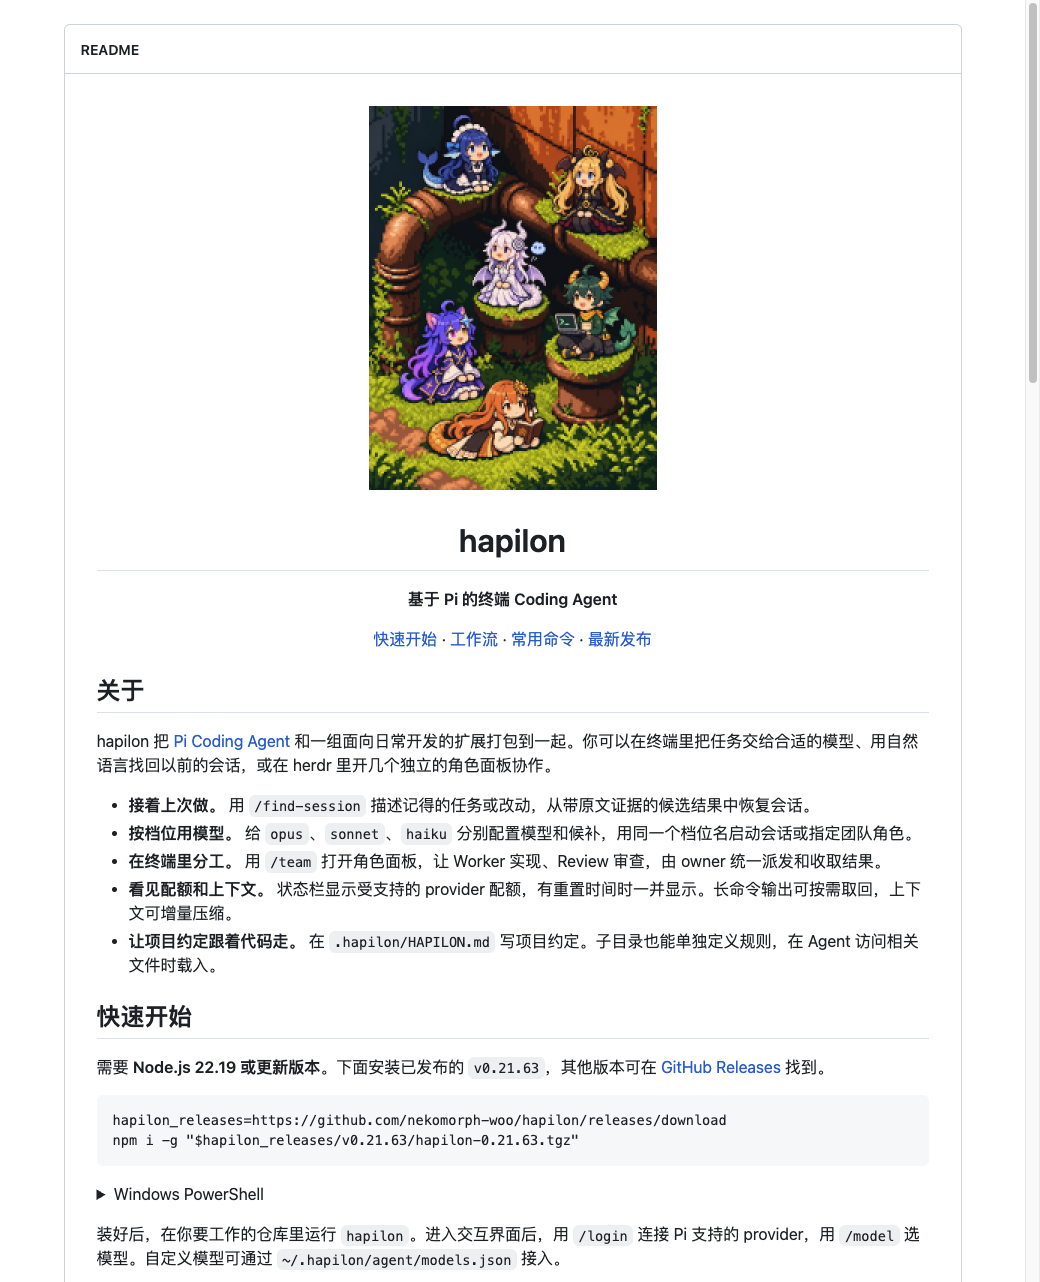 README
hapilon
基于 Pi 的终端 Coding Agent
快速开始 · 工作流 · 常用命令 · 最新发布
关于
hapilon 把 Pi Coding Agent 和一组面向日常开发的扩展打包到一起。你可以在终端里把任务交给合适的模型、用自然
语言找回以前的会话，或在 herdr 里开几个独立的角色面板协作。
• 接着上次做。 用 /find-session 描述记得的任务或改动，从带原文证据的候选结果中恢复会话。
• 按档位用模型。 给 opus 、 sonnet 、 haiku 分别配置模型和候补，用同一个档位名启动会话或指定团队角色。
• 在终端里分工。 用 /team 打开角色面板，让 Worker 实现、Review 审查，由 owner 统一派发和收取结果。
• 看见配额和上下文。 状态栏显示受支持的 provider 配额，有重置时间时一并显示。长命令输出可按需取回，上下
文可增量压缩。
• 让项目约定跟着代码走。 在 .hapilon/HAPILON.md 写项目约定。子目录也能单独定义规则，在 Agent 访问相关
文件时载入。
快速开始
需要 Node.js 22.19 或更新版本。下面安装已发布的 v0.21.63 ，其他版本可在 GitHub Releases 找到。
hapilon_releases=https://github.com/nekomorph-woo/hapilon/releases/download
npm i -g "$hapilon_releases/v0.21.63/hapilon-0.21.63.tgz"
▶ Windows PowerShell
装好后，在你要工作的仓库里运行 hapilon 。进入交互界面后，用 /login 连接 Pi 支持的 provider，用 /model 选
模型。自定义模型可通过 ~/.hapilon/agent/models.json 接入。